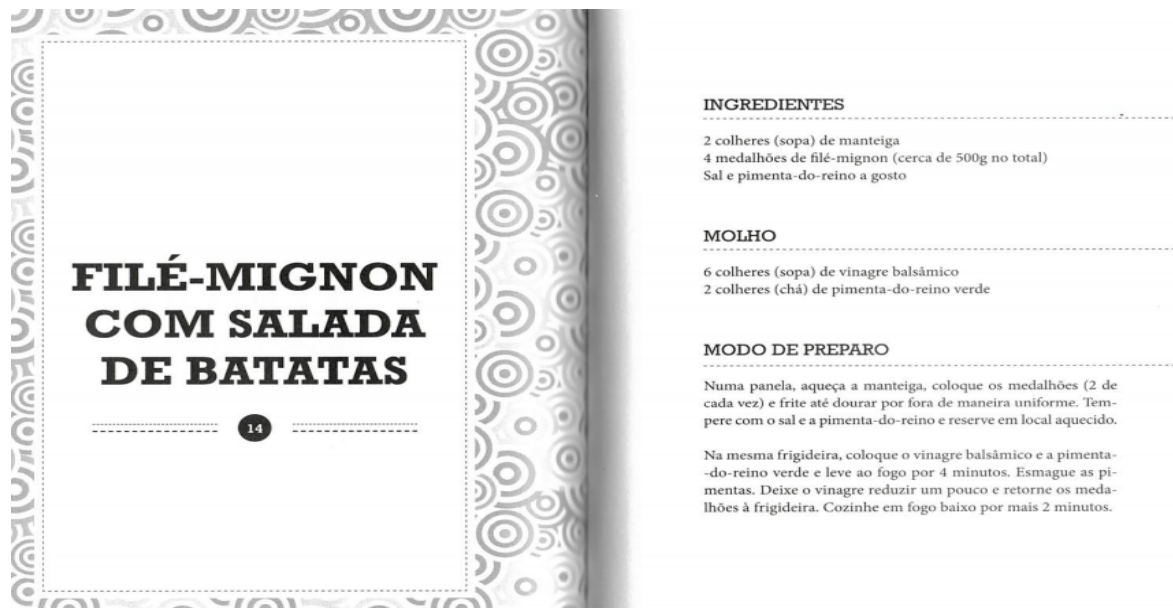 FILÉ-MIGNON
COM SALADA
DE BATATAS
14
INGREDIENTES
2 colheres (sopa) de manteiga
4 medalhões de filé-mignon (cerca de 500g no total)
Sal e pimenta-do-reino a gosto
MOLHO
6 colheres (sopa) de vinagre balsâmico
2 colheres (chá) de pimenta-do-reino verde
MODO DE PREPARO
Numa panela, aqueça a manteiga, coloque os medalhões (2 de
cada vez) e frite até dourar por fora de maneira uniforme. Tem-
pere com o sal e a pimenta-do-reino e reserve em local aquecido.
Na mesma frigideira, coloque o vinagre balsâmico e a pimenta-
-do-reino verde e leve ao fogo por 4 minutos. Esmague as pi-
mentas. Deixe o vinagre reduzir um pouco e retorne os meda-
lhões à frigideira. Cozinhe em fogo baixo por mais 2 minutos.